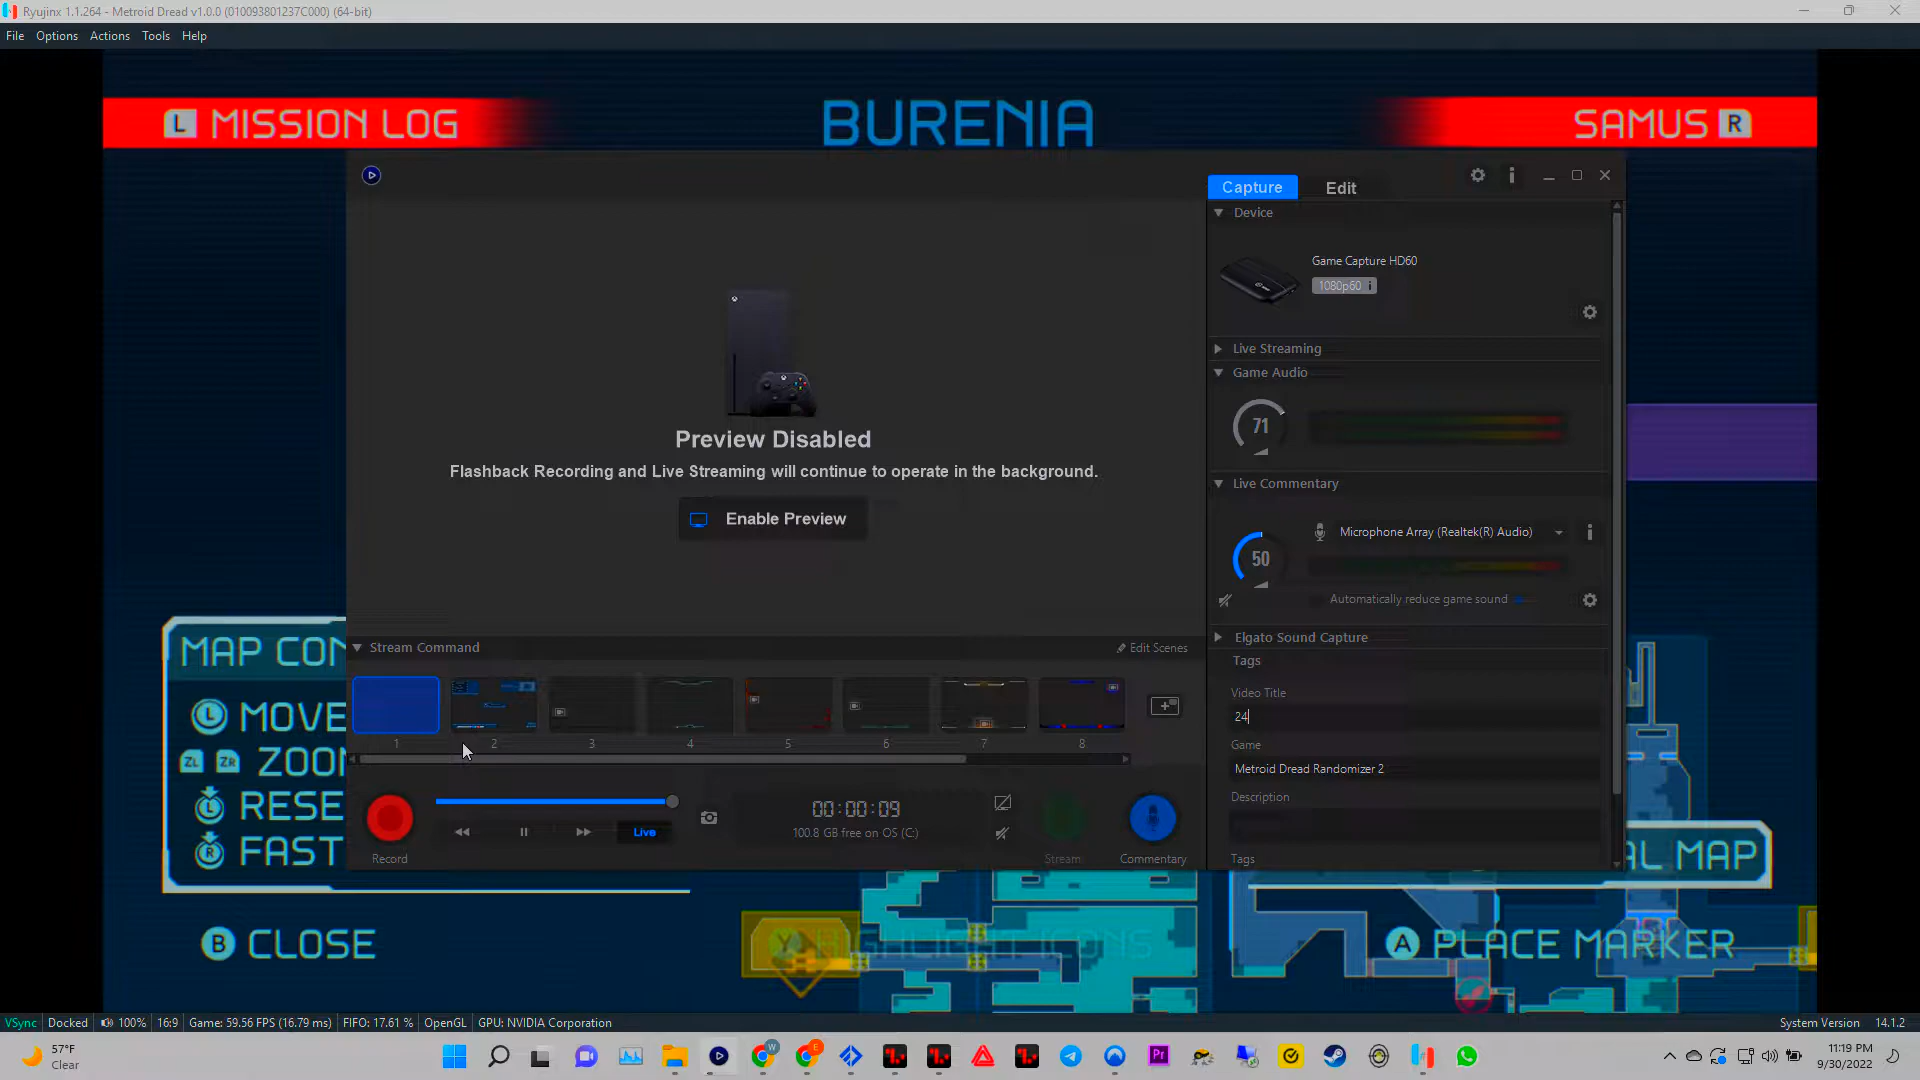 Ryujinx 1.1.264 - Metroid Dread v1.0.0 (010093801237C000) (64-bit)
File Options Actions Tools Help
L MISSION LOG
BURENIA
SAMUS R
Capture
Edit
Device
Game Capture HD60
1080p60
Live Streaming
Game Audio
71
Preview Disabled
Flashback Recording and Live Streaming will continue to operate in the background.
Enable Preview
Live Commentary
Microphone Array (Realtek(R) Audio)
50
Automatically reduce game sound
Elgato Sound Capture
Tags
Video Title
24
Game
Metroid Dread Randomizer 2
Description
Tags
Stream Command
Edit Scenes
1 2 3 4 5 6 7 8
Live
00:00:09
100.8 GB free on OS (C:)
Record
Stream
Commentary
MAP CON
L MOVE
ZL ZR ZOO
L RESE
R FAST
AL MAP
B CLOSE
Y HIGHLIGHT ICONS
A PLACE MARKER
VSync Docked 100% 16:9 Game: 59.56 FPS (16.79 ms) FIFO: 17.61 % OpenGL GPU: NVIDIA Corporation
System Version 14.1.2
57°F
Clear
W
E
Pr
11:19 PM
9/30/2022